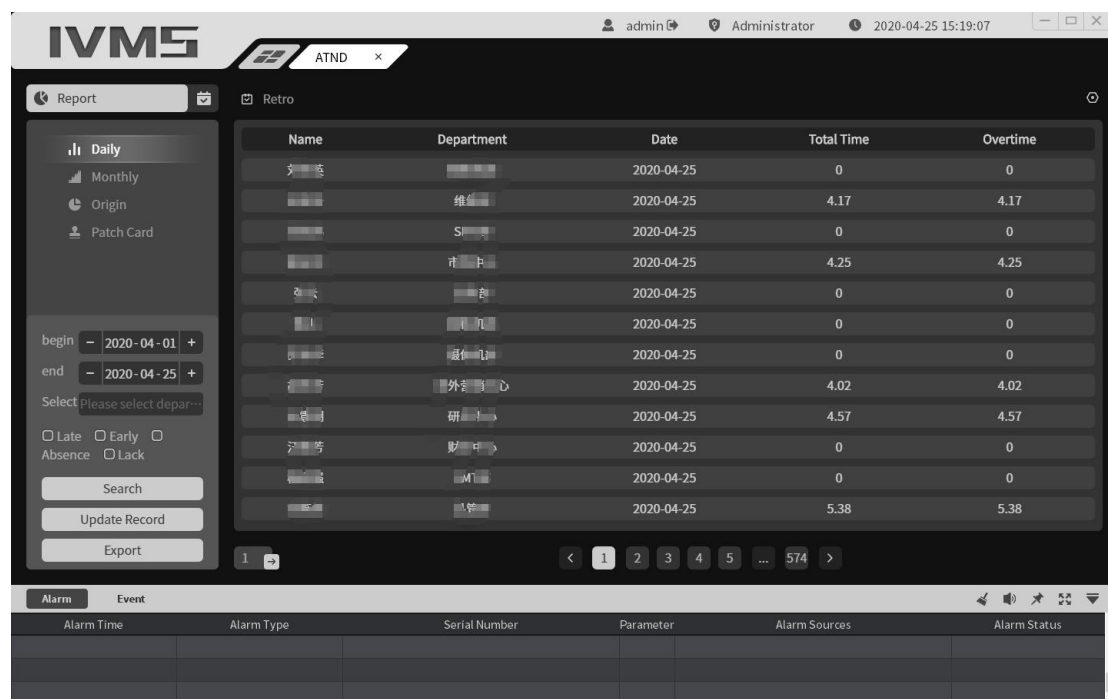 IVMS
admin Administrator 2020-04-25 15:19:07
ATND ×
Report
Retro
Daily
Monthly
Origin
Patch Card
begin − 2020-04-01 +
end − 2020-04-25 +
Select Please select depar...
Late Early
Absence Lack
Search
Update Record
Export
Name Department Date Total Time Overtime
2020-04-25 0 0
2020-04-25 4.17 4.17
2020-04-25 0 0
2020-04-25 4.25 4.25
2020-04-25 0 0
2020-04-25 0 0
2020-04-25 0 0
2020-04-25 4.02 4.02
2020-04-25 4.57 4.57
2020-04-25 0 0
2020-04-25 0 0
2020-04-25 5.38 5.38
1
< 1 2 3 4 5 ... 574 >
Alarm Event
Alarm Time Alarm Type Serial Number Parameter Alarm Sources Alarm Status